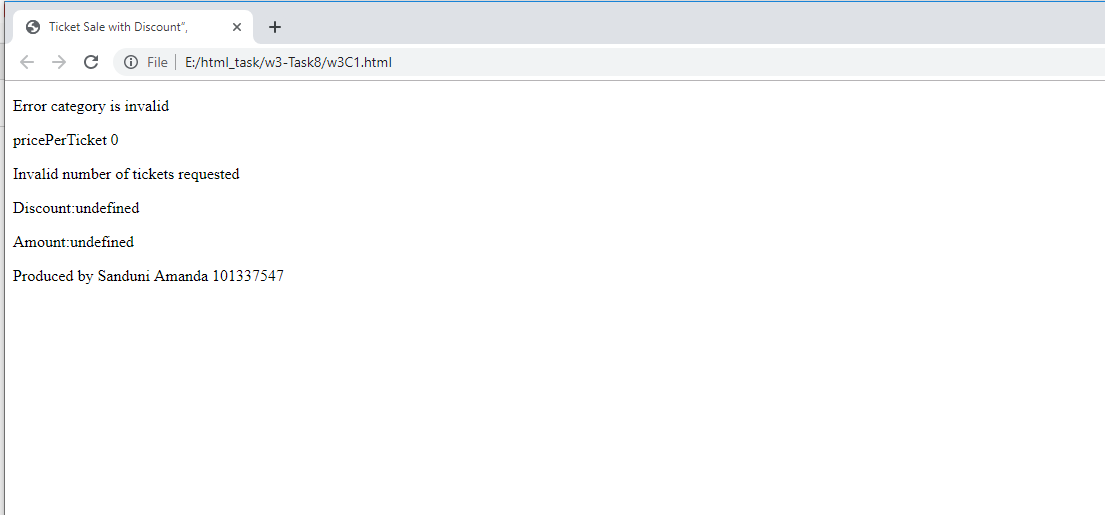 Ticket Sale with Discount”,
File
E:/html_task/w3-Task8/w3C1.html
Error category is invalid
pricePerTicket 0
Invalid number of tickets requested
Discount:undefined
Amount:undefined
Produced by Sanduni Amanda 101337547